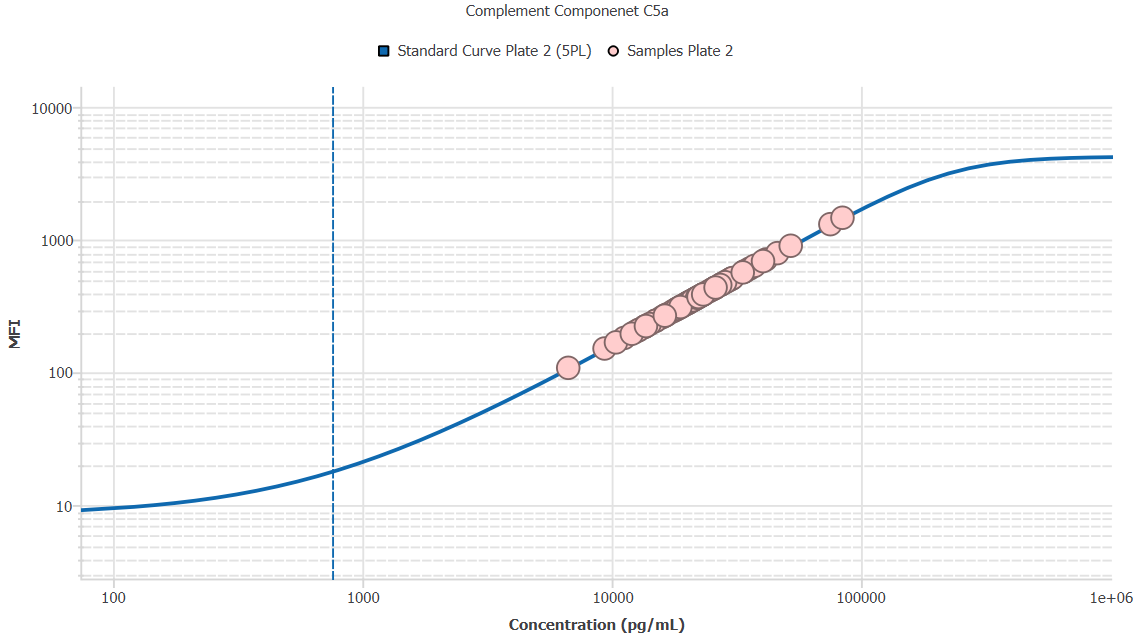 Complement Componenet C5a
Standard Curve Plate 2 (5PL) Samples Plate 2
10000
1000
100
10
MFI
100 1000 10000 100000 1e+06
Concentration (pg/mL)